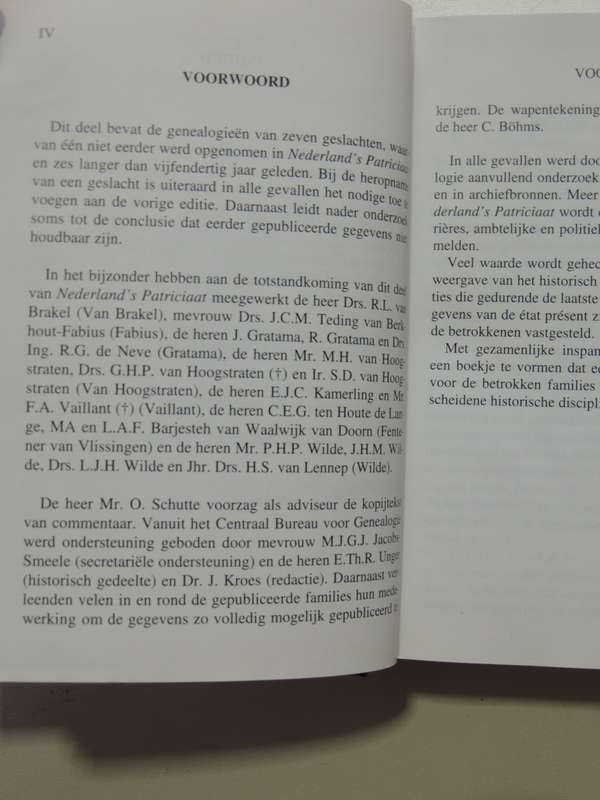 IV
VOORWOORD
Dit deel bevat de genealogieën van zeven geslachten, waar-
van één niet eerder werd opgenomen in Nederland's Patriciaat
en zes langer dan vijfendertig jaar geleden. Bij de heropname
van een geslacht is uiteraard in alle gevallen het nodige toe te
voegen aan de vorige editie. Daarnaast leidt nader onderzoek
soms tot de conclusie dat eerder gepubliceerde gegevens niet
houdbaar zijn.
In het bijzonder hebben aan de totstandkoming van dit deel
van Nederland's Patriciaat meegewerkt de heer Drs. R.L. van
Brakel (Van Brakel), mevrouw Drs. J.C.M. Teding van Berk-
hout-Fabius (Fabius), de heren J. Gratama, R. Gratama en Drs.
Ing. R.G. de Neve (Gratama), de heren Mr. M.H. van Hoog-
straten, Drs. G.H.P. van Hoogstraten (†) en Ir. S.D. van Hoog-
straten (Van Hoogstraten), de heren E.J.C. Kamerling en Mr.
F.A. Vaillant (†) (Vaillant), de heren C.E.G. ten Houte de Lan-
ge, MA en L.A.F. Barjesteh van Waalwijk van Doorn (Fente-
ner van Vlissingen) en de heren Mr. P.H.P. Wilde, J.H.M. Wil-
de, Drs. L.J.H. Wilde en Jhr. Drs. H.S. van Lennep (Wilde).
De heer Mr. O. Schutte voorzag als adviseur de kopijtekst
van commentaar. Vanuit het Centraal Bureau voor Genealogie
werd ondersteuning geboden door mevrouw M.J.G.J. Jacobs-
Smeele (secretariële ondersteuning) en de heren E.Th.R. Unger
(historisch gedeelte) en Dr. J. Kroes (redactie). Daarnaast ver-
leenden velen in en rond de gepubliceerde families hun mede-
werking om de gegevens zo volledig mogelijk gepubliceerd te
VOO
krijgen. De wapentekening
de heer C. Böhms.
In alle gevallen werd doo
logie aanvullend onderzoek
en in archiefbronnen. Meer
derland's Patriciaat wordt
rières, ambtelijke en politiel
melden.
Veel waarde wordt gehec
weergave van het historisch
ties die gedurende de laatste
gevens van de état présent zi
de betrokkenen vastgesteld.
Met gezamenlijke inspan
een boekje te vormen dat ee
voor de betrokken families
scheidene historische discipli